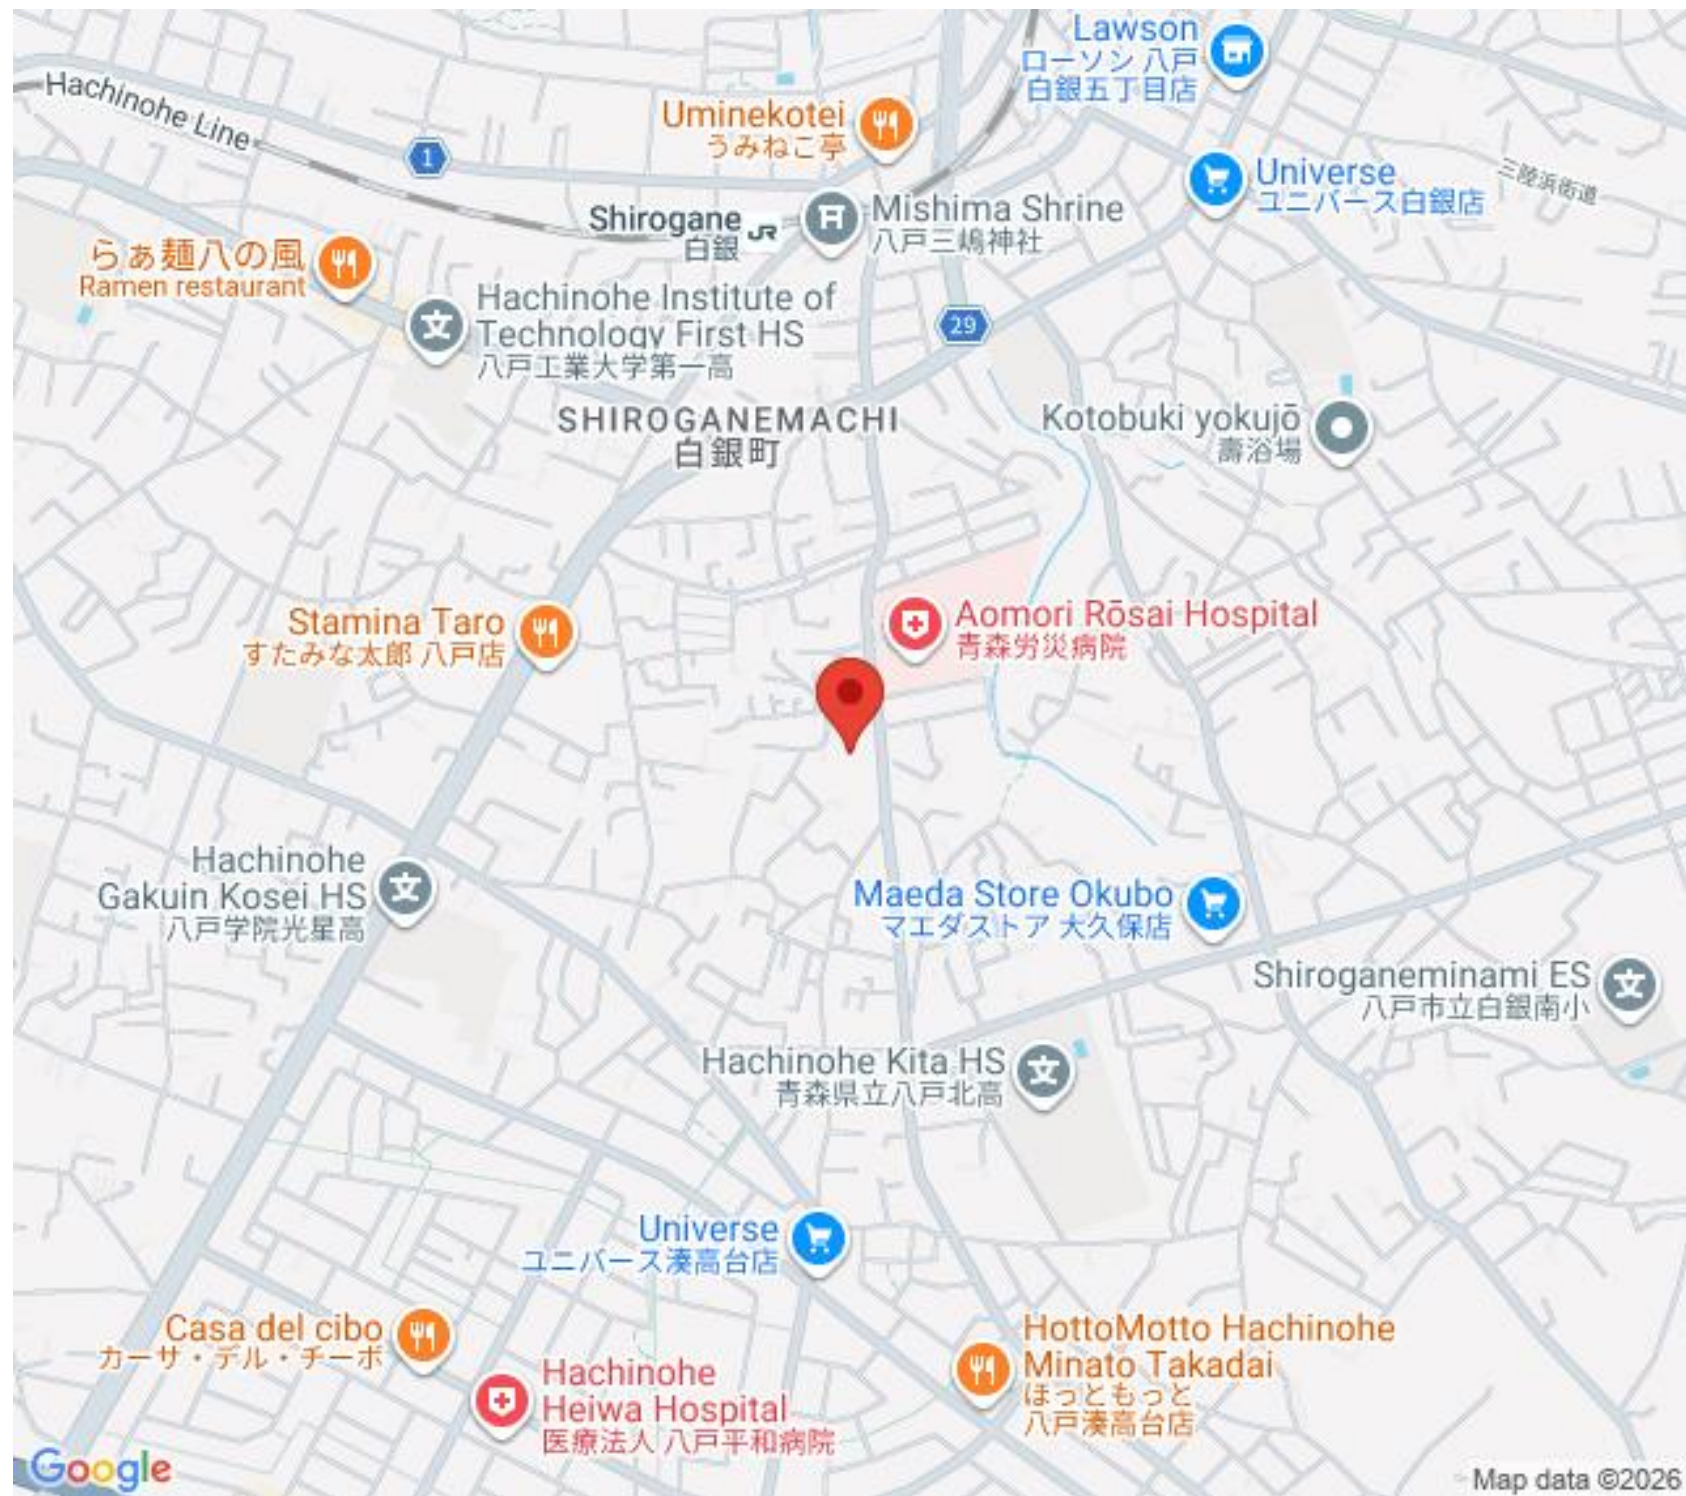 Lawson
ローソン 八戸
白銀五丁目店
Hachinohe Line
1
Uminekotei
うみねこ亭
Universe
ユニバース白銀店
三陸浜街道
Shirogane
白銀
JR
Mishima Shrine
八戸三嶋神社
らぁ麺八の風
Ramen restaurant
Hachinohe Institute of
Technology First HS
八戸工業大学第一高
29
SHIROGANEMACHI
白銀町
Kotobuki yokujō
壽浴場
Stamina Taro
すたみな太郎 八戸店
Aomori Rōsai Hospital
青森労災病院
Hachinohe
Gakuin Kosei HS
八戸学院光星高
Maeda Store Okubo
マエダストア 大久保店
Shiroganeminami ES
八戸市立白銀南小
Hachinohe Kita HS
青森県立八戸北高
Universe
ユニバース湊高台店
Casa del cibo
カーサ・デル・チーボ
HottoMotto Hachinohe
Minato Takadai
ほっともっと
八戸湊高台店
Hachinohe
Heiwa Hospital
医療法人 八戸平和病院
Google
Map data ©2026